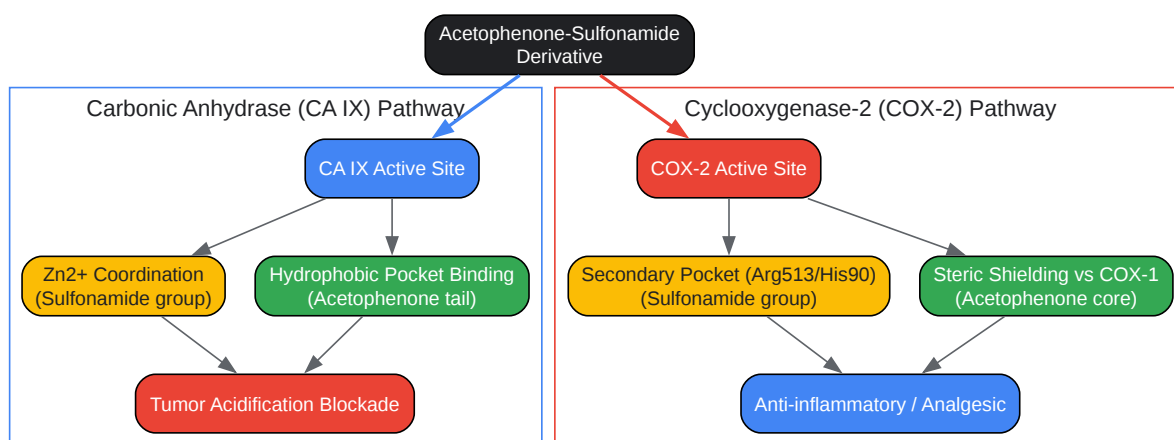 Acetophenone-Sulfonamide
Derivative
Carbonic Anhydrase (CA IX) Pathway
Cyclooxygenase-2 (COX-2) Pathway
CA IX Active Site
COX-2 Active Site
Zn2+ Coordination
(Sulfonamide group)
Hydrophobic Pocket Binding
(Acetophenone tail)
Secondary Pocket (Arg513/His90)
(Sulfonamide group)
Steric Shielding vs COX-1
(Acetophenone core)
Tumor Acidification Blockade
Anti-inflammatory / Analgesic